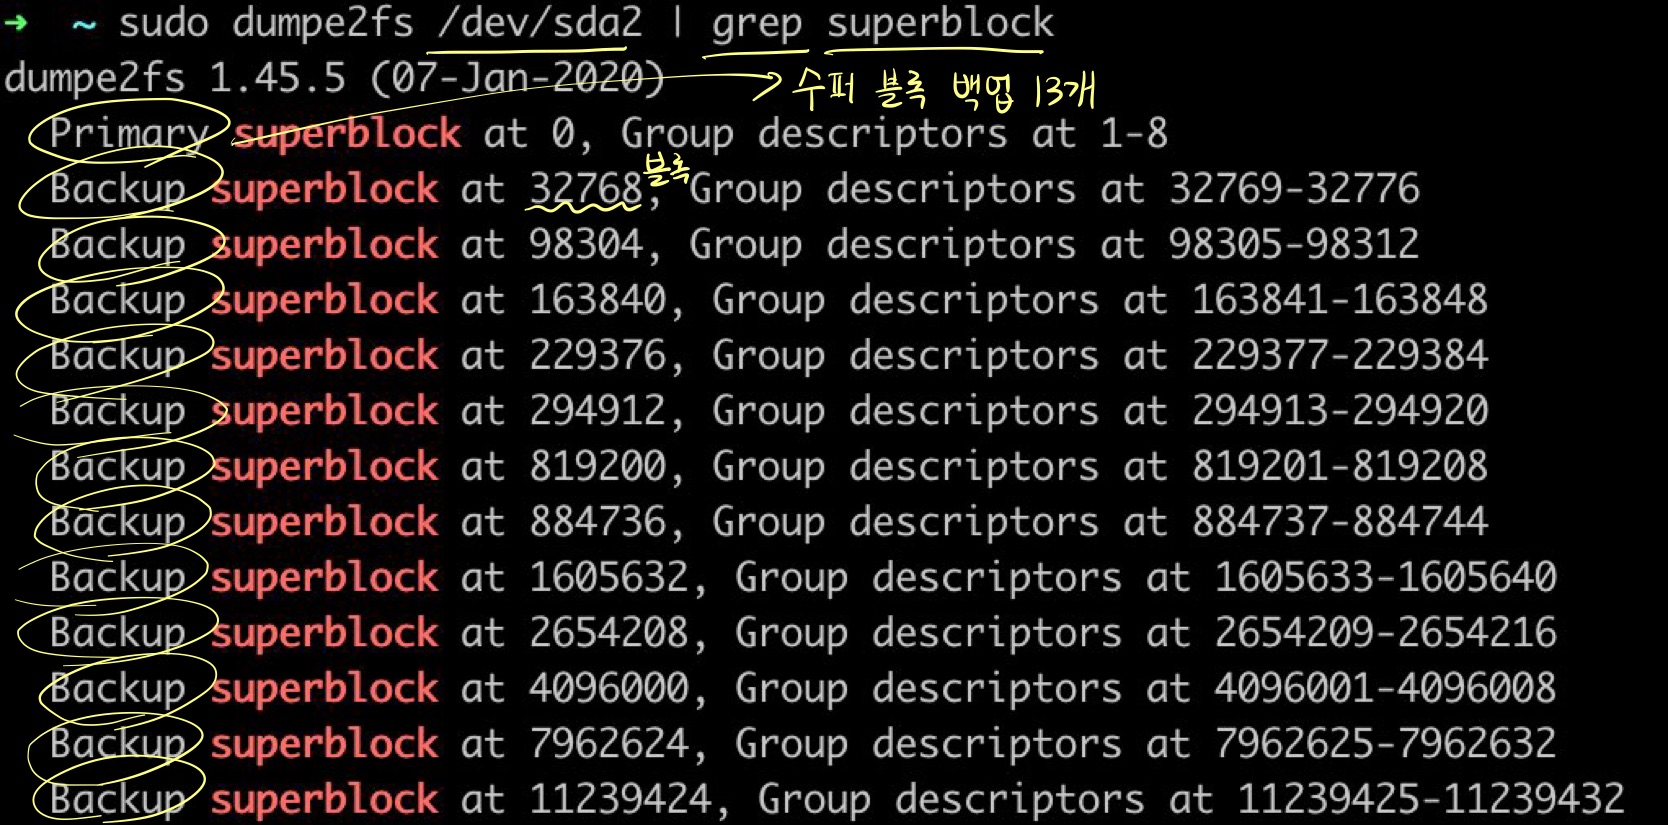 → ~ sudo dumpe2fs /dev/sda2 | grep superblock
dumpe2fs 1.45.5 (07-Jan-2020)
수퍼 블록 백업 13개
Primary superblock at 0, Group descriptors at 1-8
블록
Backup superblock at 32768, Group descriptors at 32769-32776
Backup superblock at 98304, Group descriptors at 98305-98312
Backup superblock at 163840, Group descriptors at 163841-163848
Backup superblock at 229376, Group descriptors at 229377-229384
Backup superblock at 294912, Group descriptors at 294913-294920
Backup superblock at 819200, Group descriptors at 819201-819208
Backup superblock at 884736, Group descriptors at 884737-884744
Backup superblock at 1605632, Group descriptors at 1605633-1605640
Backup superblock at 2654208, Group descriptors at 2654209-2654216
Backup superblock at 4096000, Group descriptors at 4096001-4096008
Backup superblock at 7962624, Group descriptors at 7962625-7962632
Backup superblock at 11239424, Group descriptors at 11239425-11239432